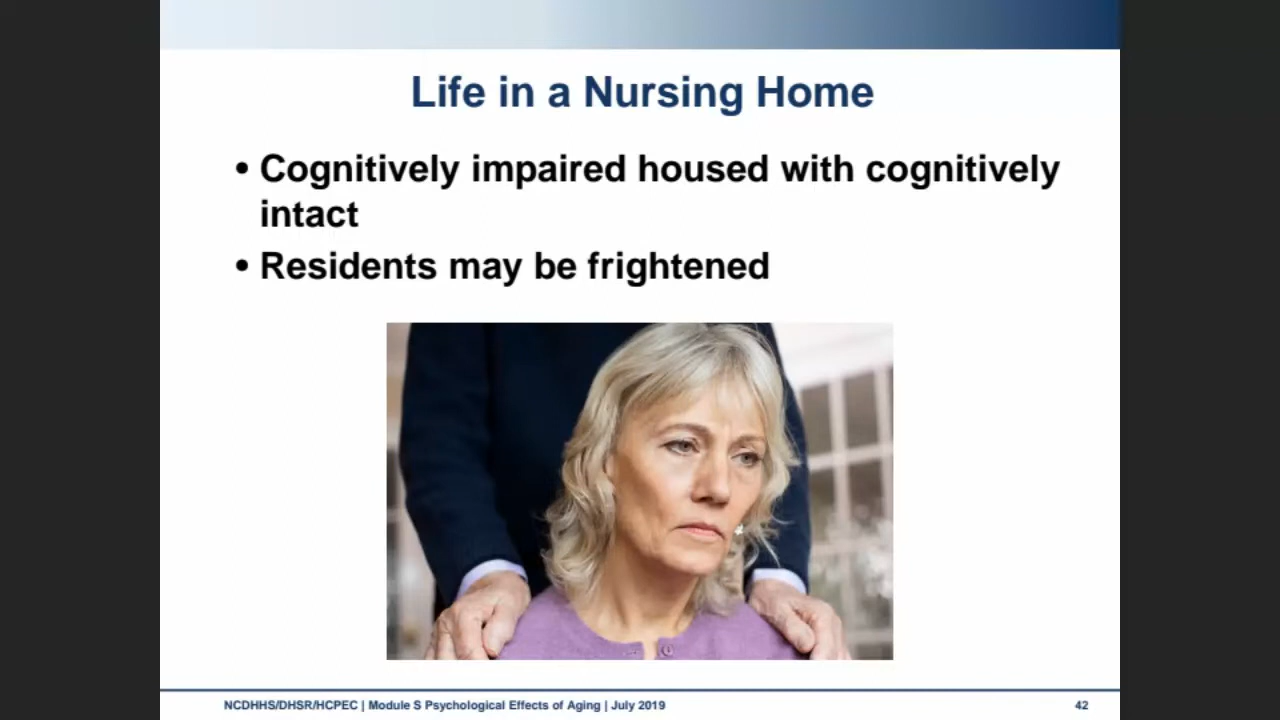 Life in a Nursing Home
• Cognitively impaired housed with cognitively
intact
• Residents may be frightened
NCDHHS/DHSR/HCPEC | Module S Psychological Effects of Aging | July 2019
42